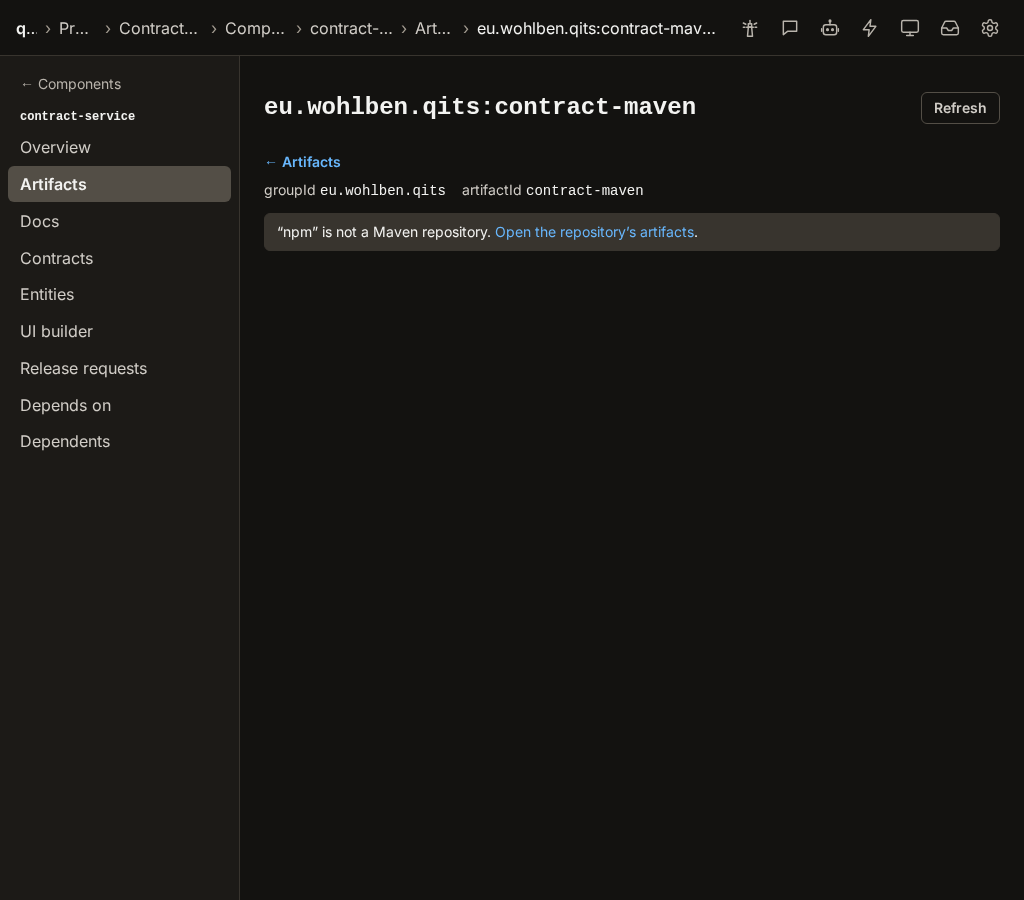 q... › Pr... › Contract... › Comp... › contract-... › Art... › eu.wohlben.qits:contract-mav...
← Components
contract-service
Overview
Artifacts
Docs
Contracts
Entities
UI builder
Release requests
Depends on
Dependents
eu.wohlben.qits:contract-maven
Refresh
← Artifacts
groupId eu.wohlben.qits artifactId contract-maven
“npm” is not a Maven repository. Open the repository’s artifacts.